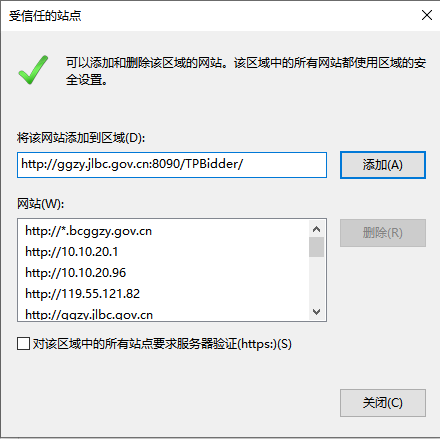 受信任的站点
可以添加和删除该区域的网站。该区域中的所有网站都使用区域的安
全设置。
将该网站添加到区域(D):
http://ggzy.jlbc.gov.cn:8090/TPBidder/
添加(A)
网站(W):
http://*.bcggzy.gov.cn
http://10.10.20.1
http://10.10.20.96
http://119.55.121.82
http://ggzy.jlbc.gov.cn
删除(R)
对该区域中的所有站点要求服务器验证(https:)(S)
关闭(C)